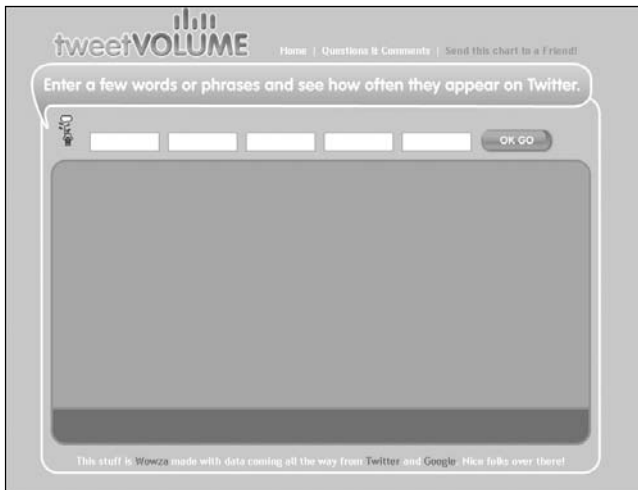 tweetVOLUME
Home | Questions & Comments | Send this chart to a Friend!
Enter a few words or phrases and see how often they appear on Twitter.
OK GO
This stuff is Wowza made with data coming all the way from Twitter and Google. Nice folks over there!